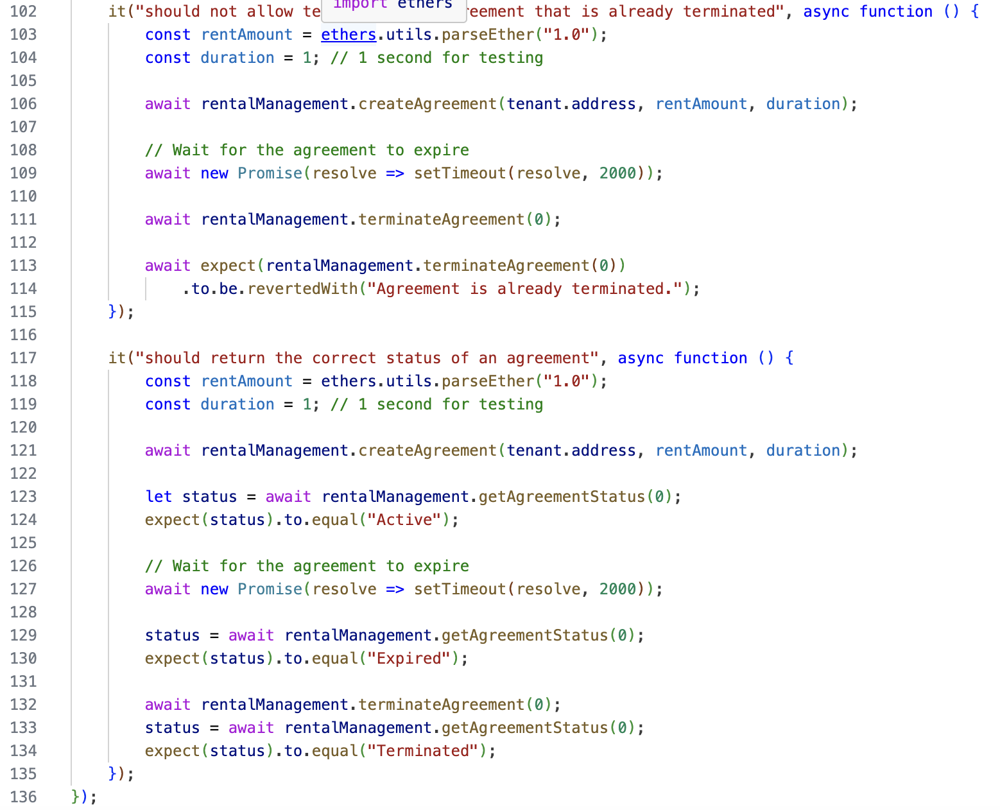 import ethers
102 it("should not allow te reement that is already terminated", async function () {
103 const rentAmount = ethers.utils.parseEther("1.0");
104 const duration = 1; // 1 second for testing
105
106 await rentalManagement.createAgreement(tenant.address, rentAmount, duration);
107
108 // Wait for the agreement to expire
109 await new Promise(resolve => setTimeout(resolve, 2000));
110
111 await rentalManagement.terminateAgreement(0);
112
113 await expect(rentalManagement.terminateAgreement(0))
114 .to.be.revertedWith("Agreement is already terminated.");
115 });
116
117 it("should return the correct status of an agreement", async function () {
118 const rentAmount = ethers.utils.parseEther("1.0");
119 const duration = 1; // 1 second for testing
120
121 await rentalManagement.createAgreement(tenant.address, rentAmount, duration);
122
123 let status = await rentalManagement.getAgreementStatus(0);
124 expect(status).to.equal("Active");
125
126 // Wait for the agreement to expire
127 await new Promise(resolve => setTimeout(resolve, 2000));
128
129 status = await rentalManagement.getAgreementStatus(0);
130 expect(status).to.equal("Expired");
131
132 await rentalManagement.terminateAgreement(0);
133 status = await rentalManagement.getAgreementStatus(0);
134 expect(status).to.equal("Terminated");
135 });
136 });